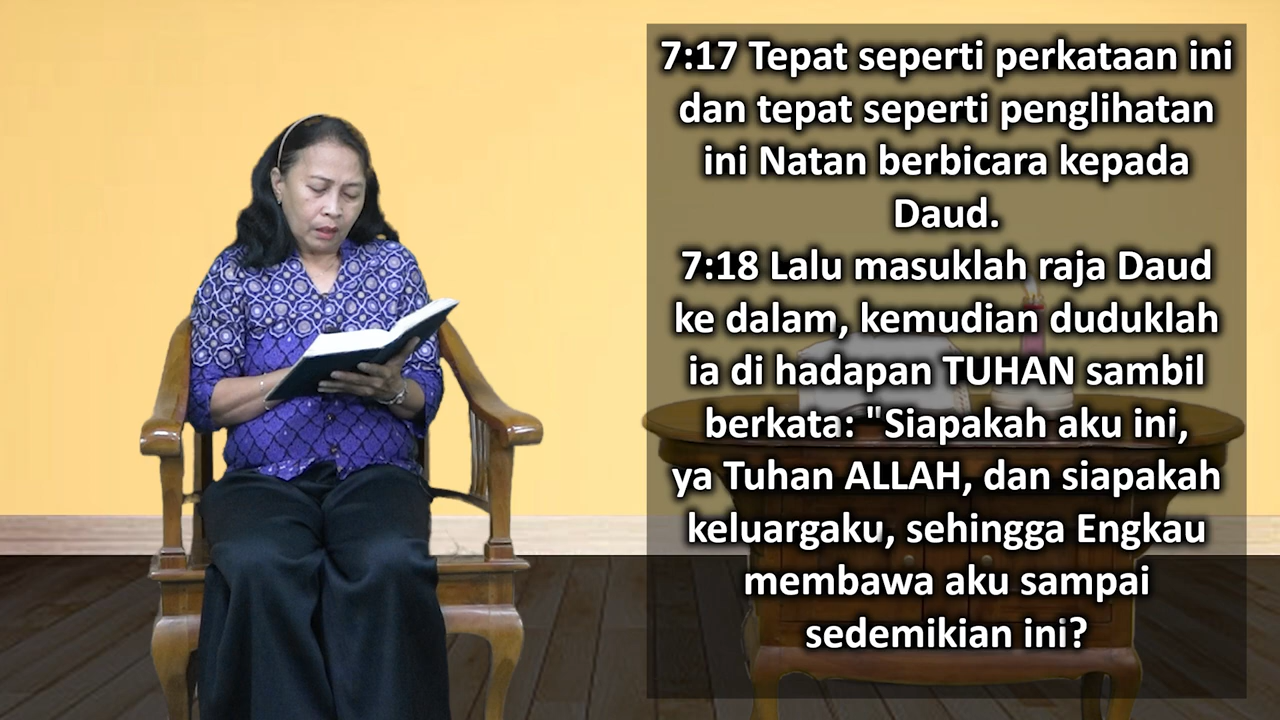 7:17 Tepat seperti perkataan ini
dan tepat seperti penglihatan
ini Natan berbicara kepada
Daud.
7:18 Lalu masuklah raja Daud
ke dalam, kemudian duduklah
ia di hadapan TUHAN sambil
berkata: "Siapakah aku ini,
ya Tuhan ALLAH, dan siapakah
keluargaku, sehingga Engkau
membawa aku sampai
sedemikian ini?